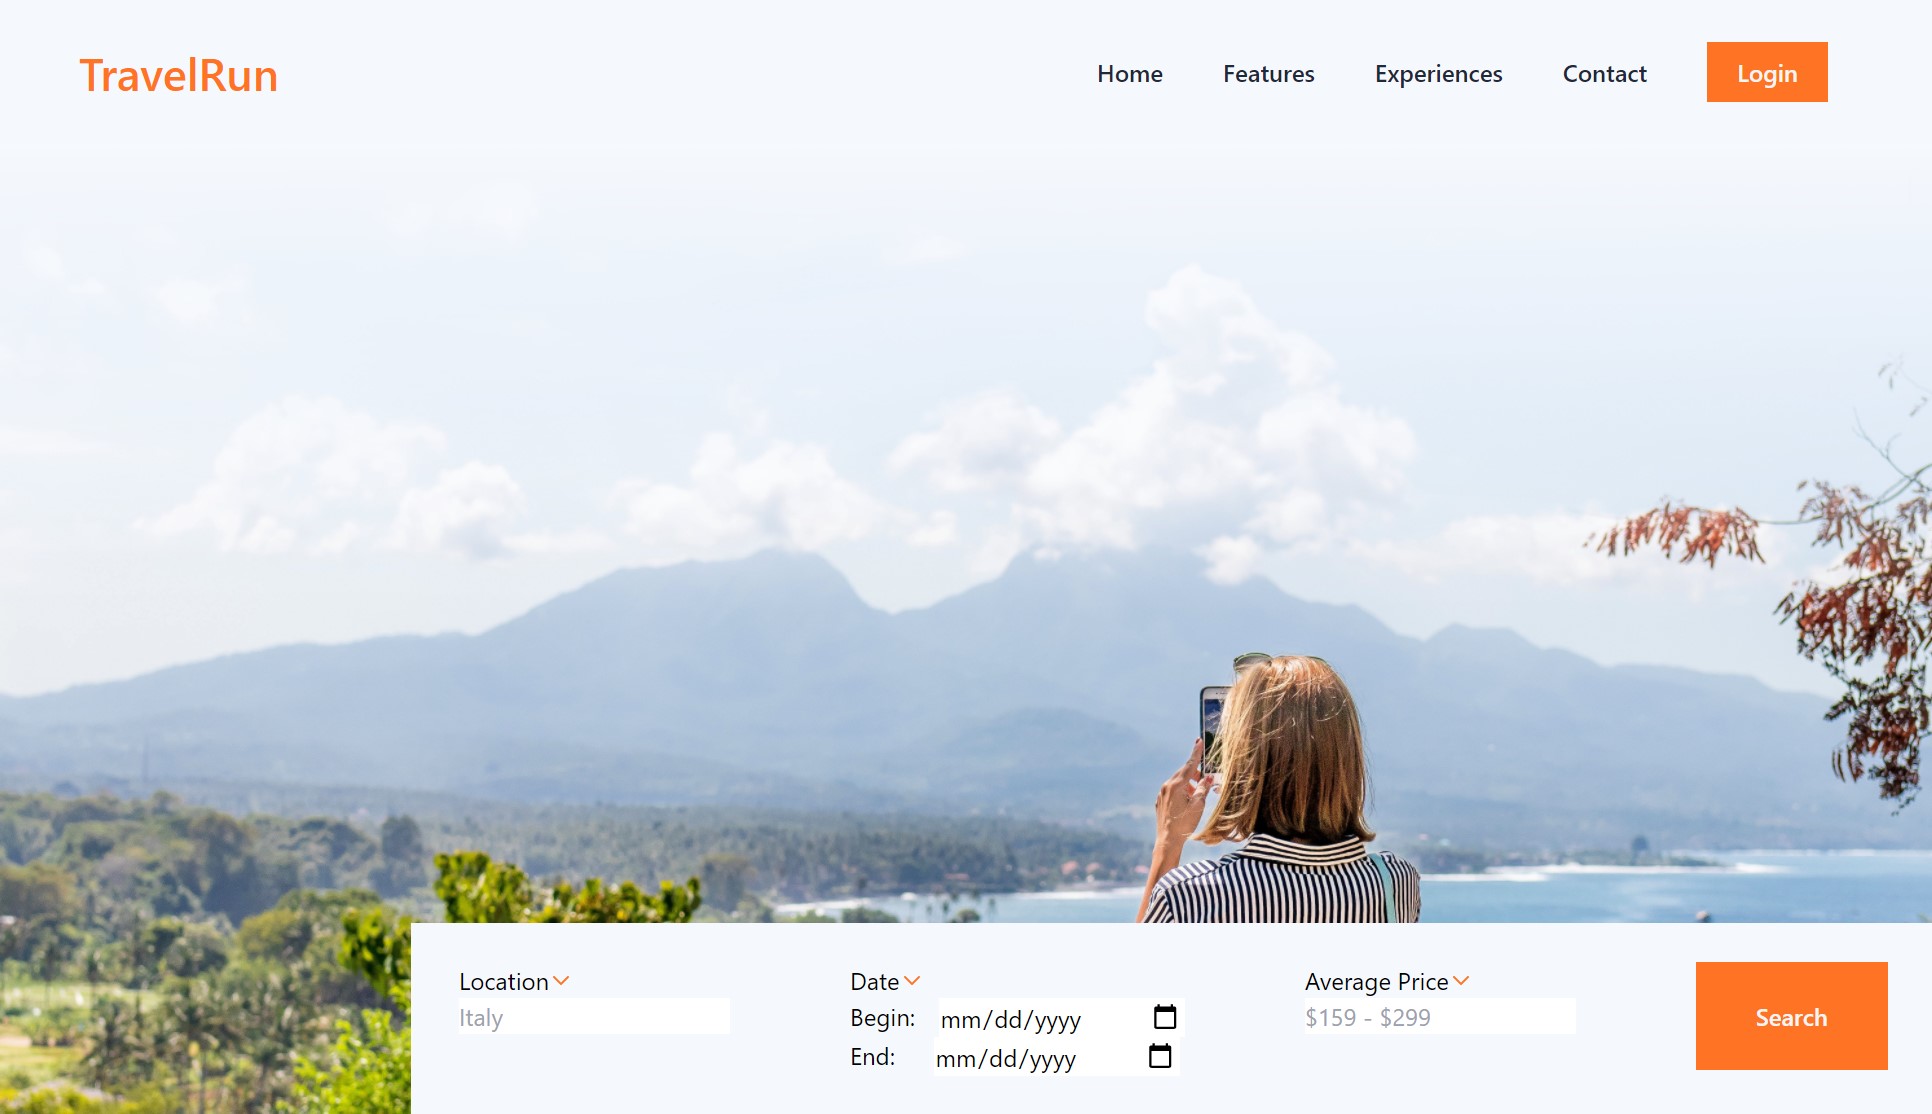 TravelRun
Home
Features
Experiences
Contact
Login
Location
Italy
Date
Begin: mm/dd/yyyy
End: mm/dd/yyyy
Average Price
$159 - $299
Search